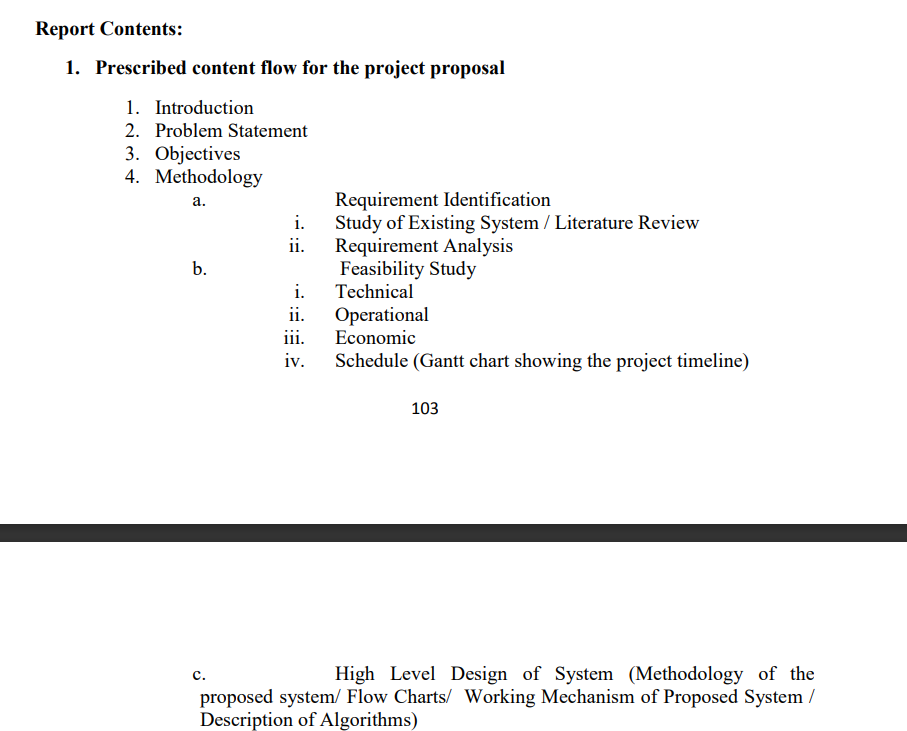 Report Contents:
1. Prescribed content flow for the project proposal
1. Introduction
2. Problem Statement
3. Objectives
4. Methodology
a. Requirement Identification
i. Study of Existing System / Literature Review
ii. Requirement Analysis
b. Feasibility Study
i. Technical
ii. Operational
iii. Economic
iv. Schedule (Gantt chart showing the project timeline)
103
c. High Level Design of System (Methodology of the
proposed system/ Flow Charts/ Working Mechanism of Proposed System /
Description of Algorithms)